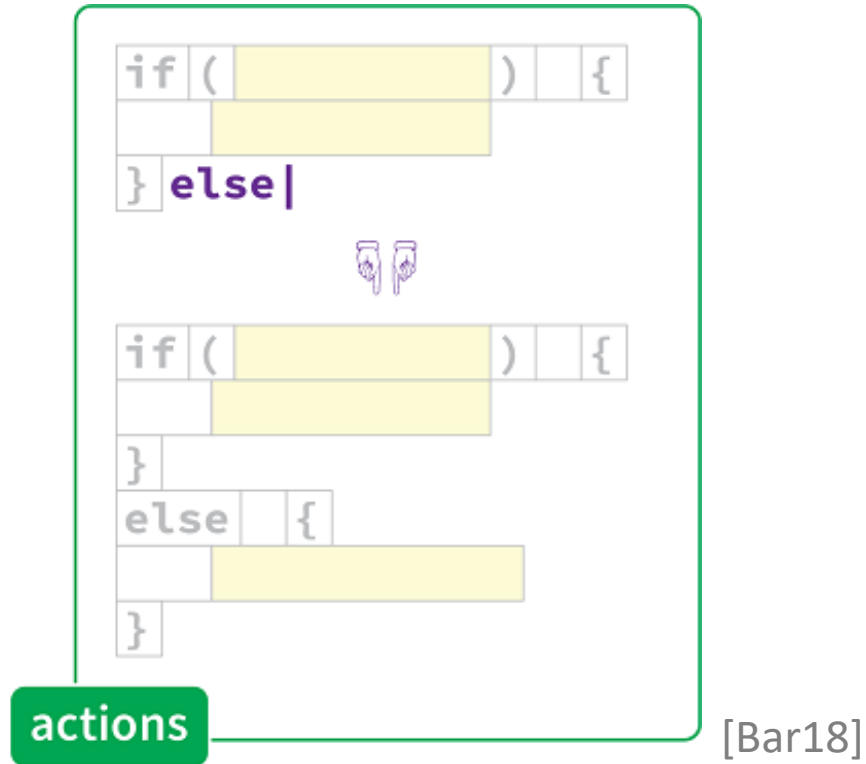 if ( ) {
} else|
if ( ) {
}
else {
}
actions
[Bar18]